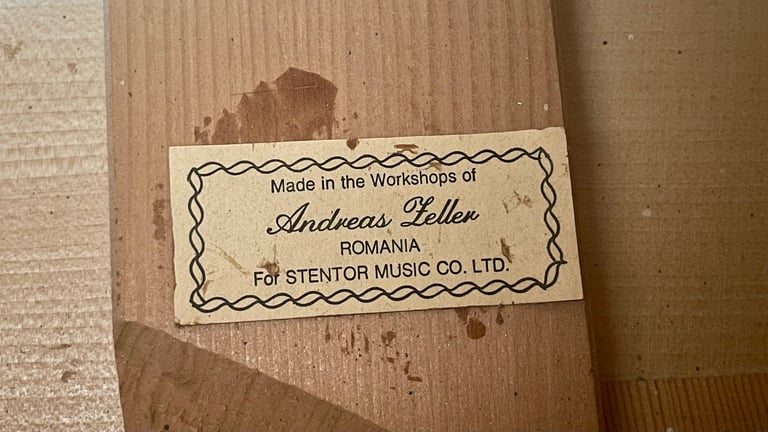 Made in the Workshops of
Andreas Zeller
ROMANIA
For STENTOR MUSIC CO. LTD.